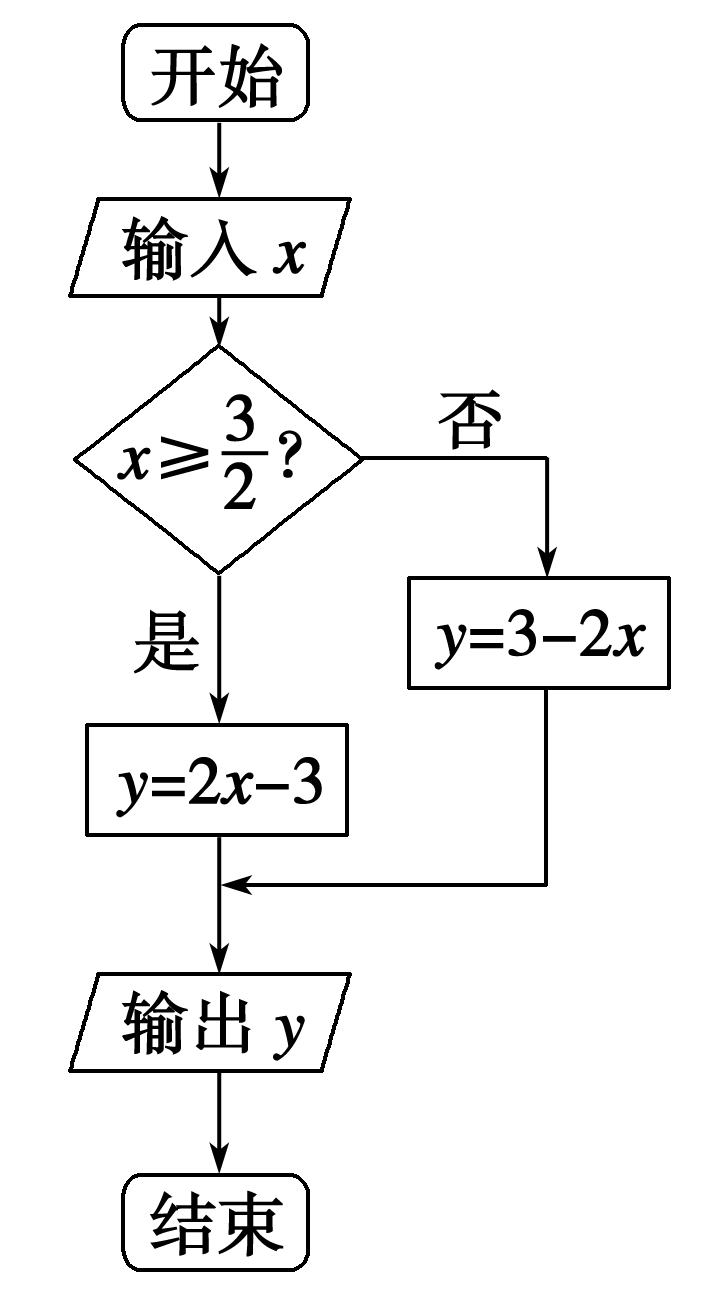 开始
输入 x
x⩾3/2?
否
是
y=3−2x
y=2x−3
输出 y
结束